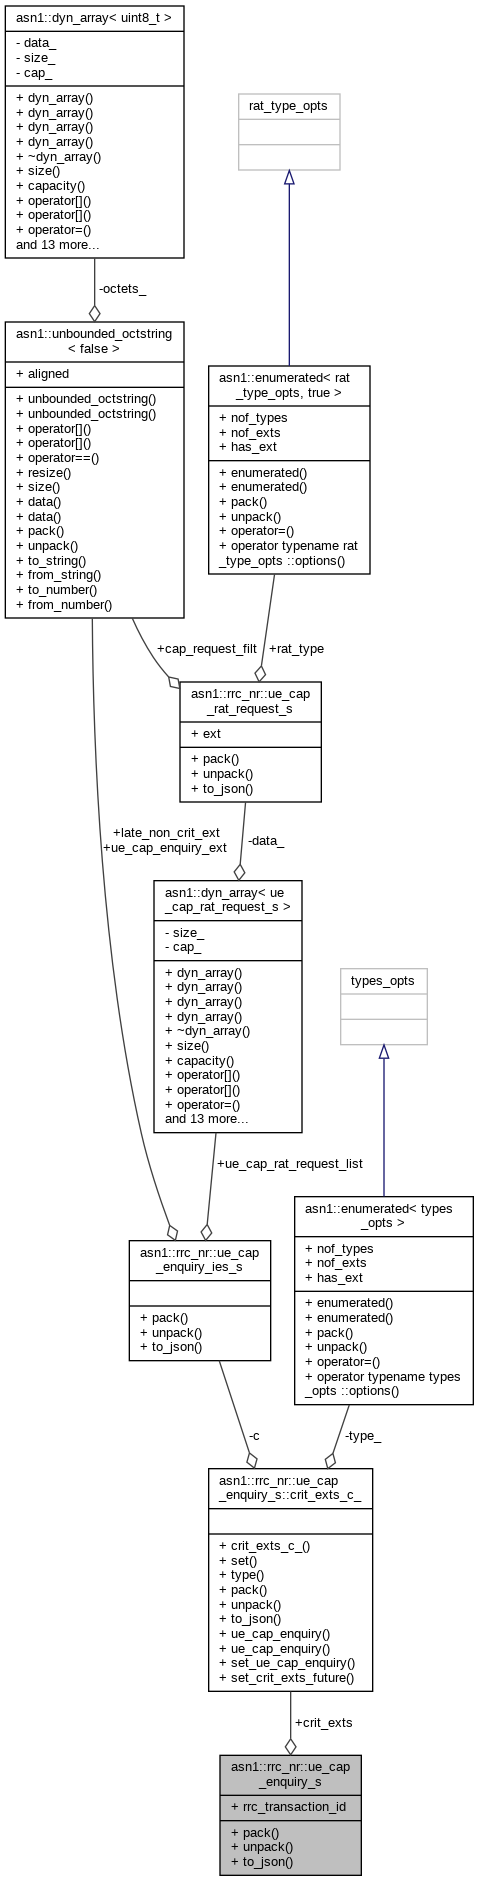 asn1::dyn_array< uint8_t >
- data_
- size_
- cap_
+ dyn_array()
+ dyn_array()
+ dyn_array()
+ dyn_array()
+ ~dyn_array()
+ size()
+ capacity()
+ operator[]()
+ operator[]()
+ operator=()
and 13 more...
rat_type_opts
-octets_
asn1::unbounded_octstring
< false >
+ aligned
+ unbounded_octstring()
+ unbounded_octstring()
+ operator[]()
+ operator[]()
+ operator==()
+ resize()
+ size()
+ data()
+ data()
+ pack()
+ unpack()
+ to_string()
+ from_string()
+ to_number()
+ from_number()
asn1::enumerated< rat
_type_opts, true >
+ nof_types
+ nof_exts
+ has_ext
+ enumerated()
+ enumerated()
+ pack()
+ unpack()
+ operator=()
+ operator typename rat
_type_opts ::options()
+cap_request_filt
+rat_type
asn1::rrc_nr::ue_cap
_rat_request_s
+ ext
+ pack()
+ unpack()
+ to_json()
+late_non_crit_ext
+ue_cap_enquiry_ext
-data_
asn1::dyn_array< ue
_cap_rat_request_s >
- size_
- cap_
+ dyn_array()
+ dyn_array()
+ dyn_array()
+ dyn_array()
+ ~dyn_array()
+ size()
+ capacity()
+ operator[]()
+ operator[]()
+ operator=()
and 13 more...
types_opts
+ue_cap_rat_request_list
asn1::enumerated< types
_opts >
+ nof_types
+ nof_exts
+ has_ext
+ enumerated()
+ enumerated()
+ pack()
+ unpack()
+ operator=()
+ operator typename types
_opts ::options()
asn1::rrc_nr::ue_cap
_enquiry_ies_s
+ pack()
+ unpack()
+ to_json()
-c
-type_
asn1::rrc_nr::ue_cap
_enquiry_s::crit_exts_c_
+ crit_exts_c_()
+ set()
+ type()
+ pack()
+ unpack()
+ to_json()
+ ue_cap_enquiry()
+ ue_cap_enquiry()
+ set_ue_cap_enquiry()
+ set_crit_exts_future()
+crit_exts
asn1::rrc_nr::ue_cap
_enquiry_s
+ rrc_transaction_id
+ pack()
+ unpack()
+ to_json()